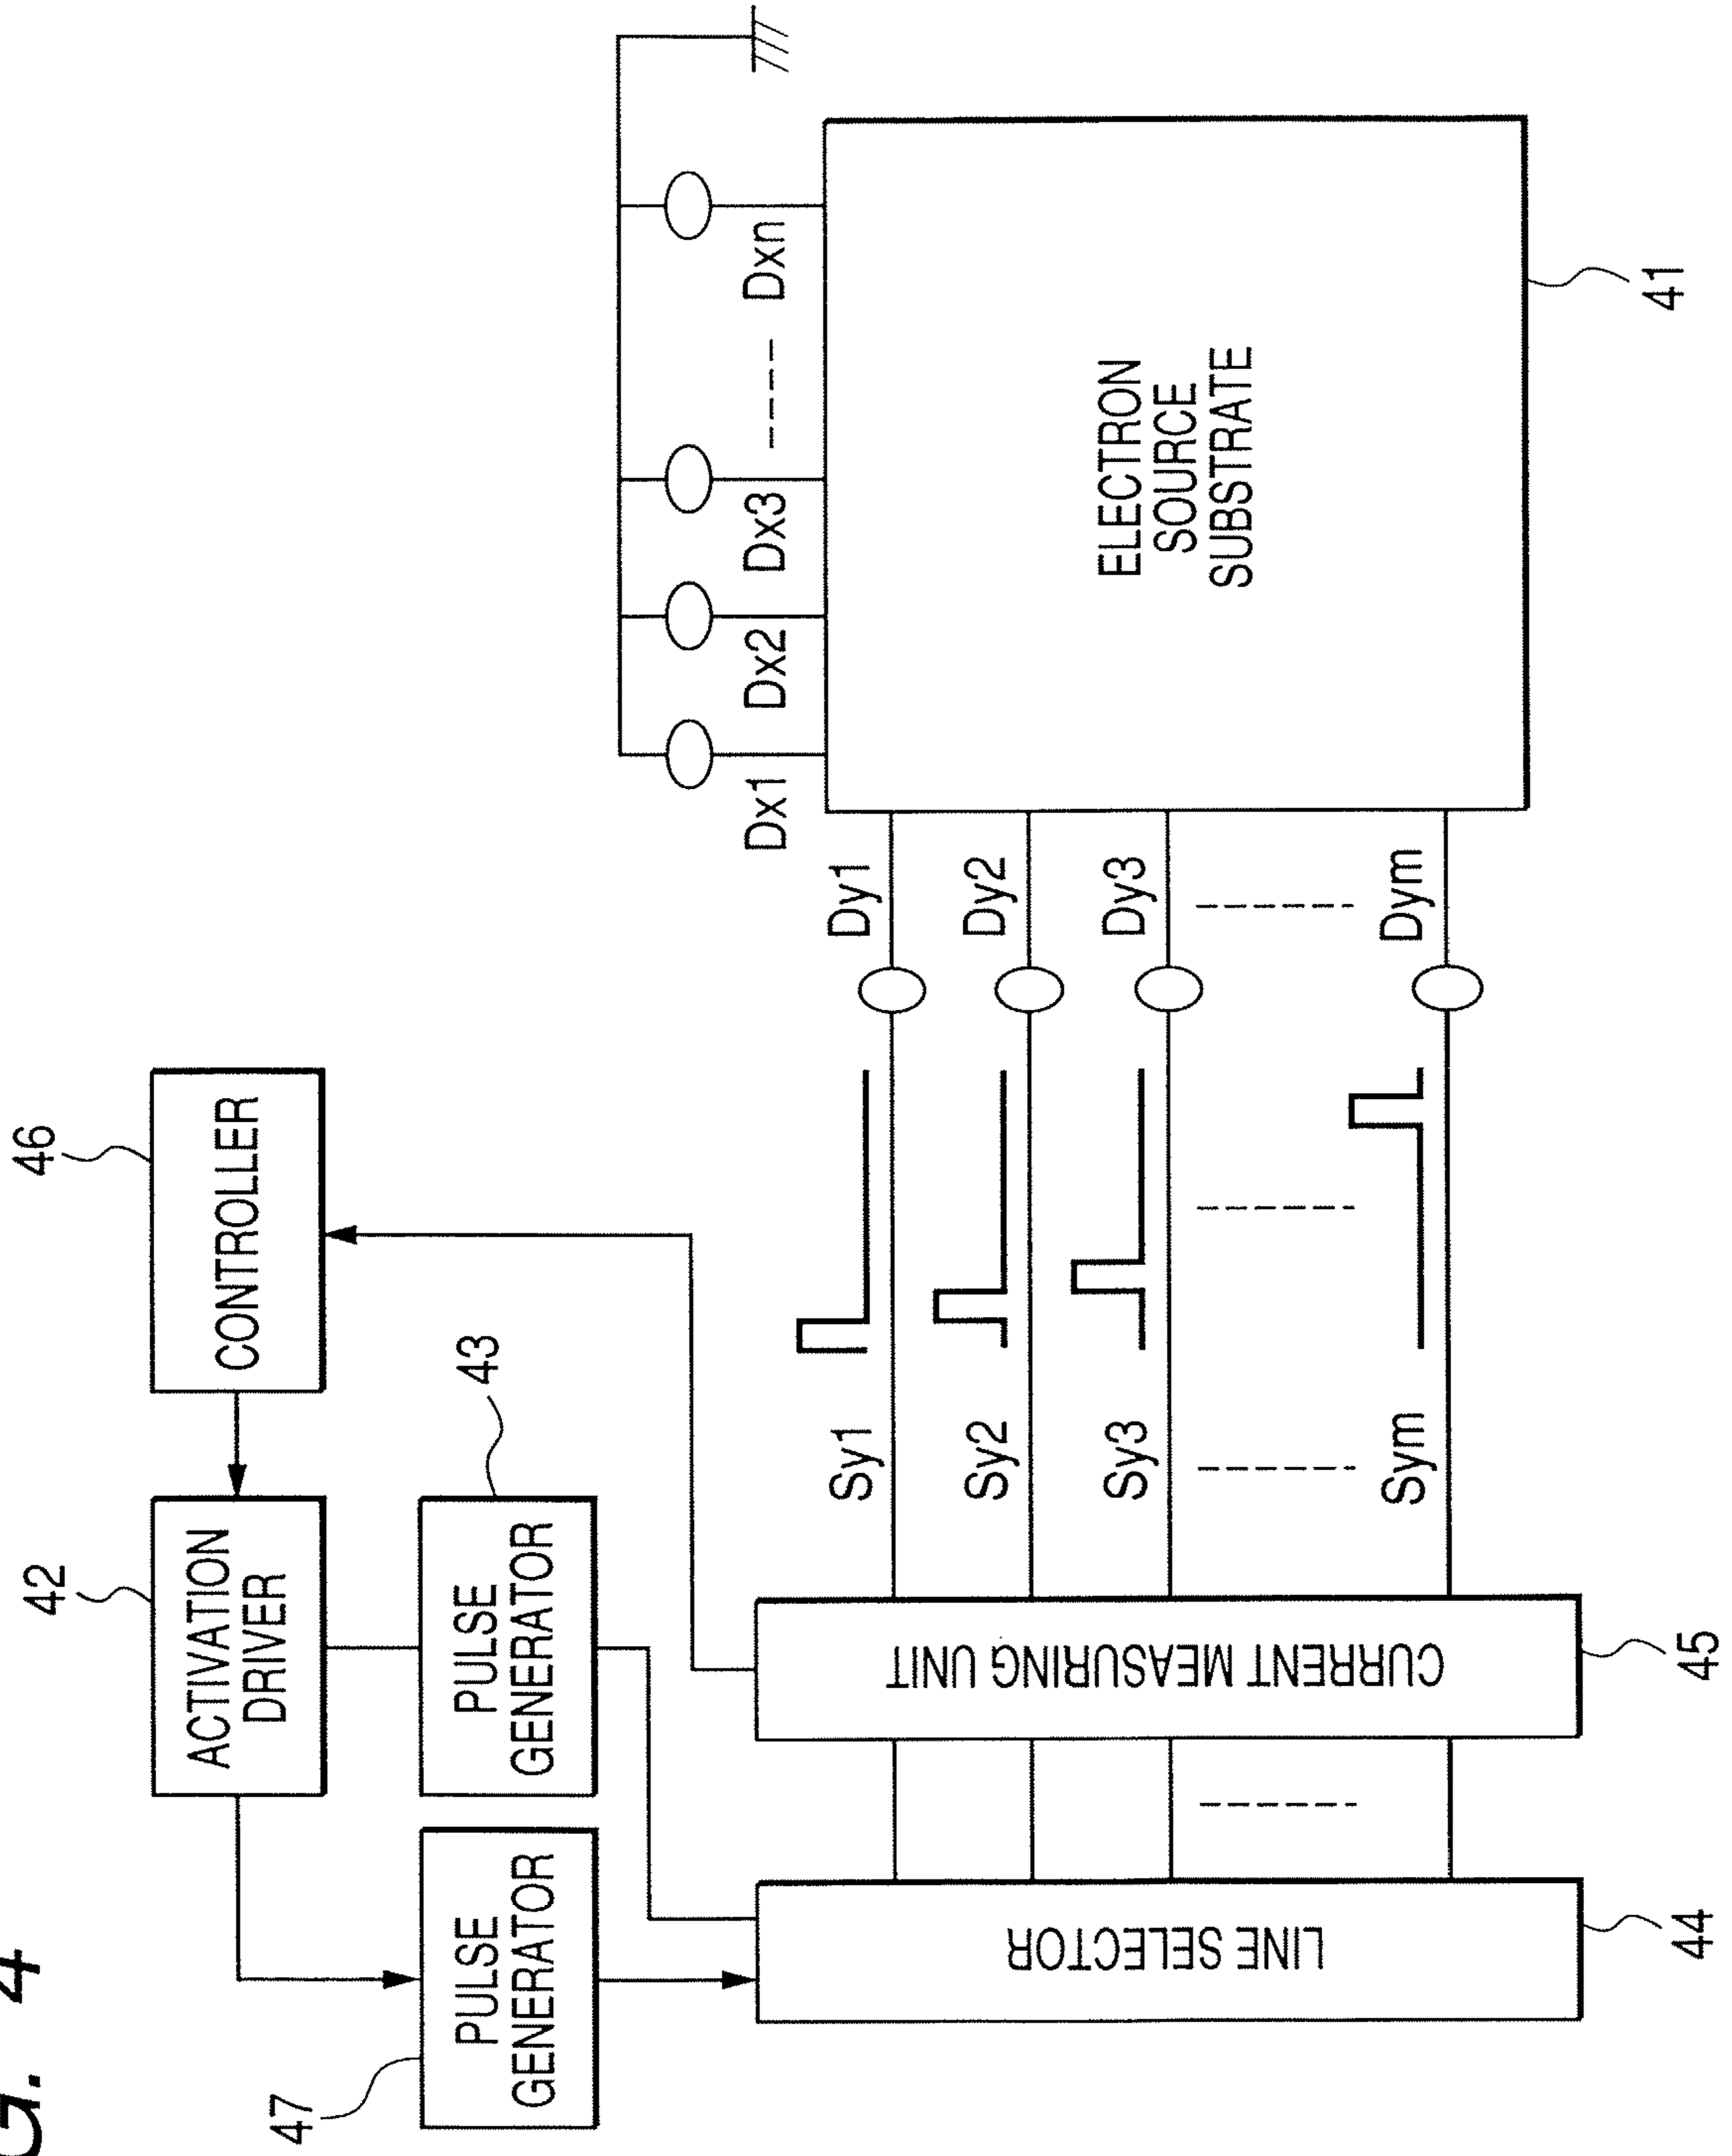 G. 4
46
CONTROLLER
42
ACTIVATION
DRIVER
43
PULSE
GENERATOR
47
PULSE
GENERATOR
Dx1
Dx2
Dx3
Dxn
Dy1
Dy2
Dy3
Dym
Sy1
Sy2
Sy3
Sym
ELECTRON
SOURCE
SUBSTRATE
41
CURRENT MEASURING UNIT
45
LINE SELECTOR
44